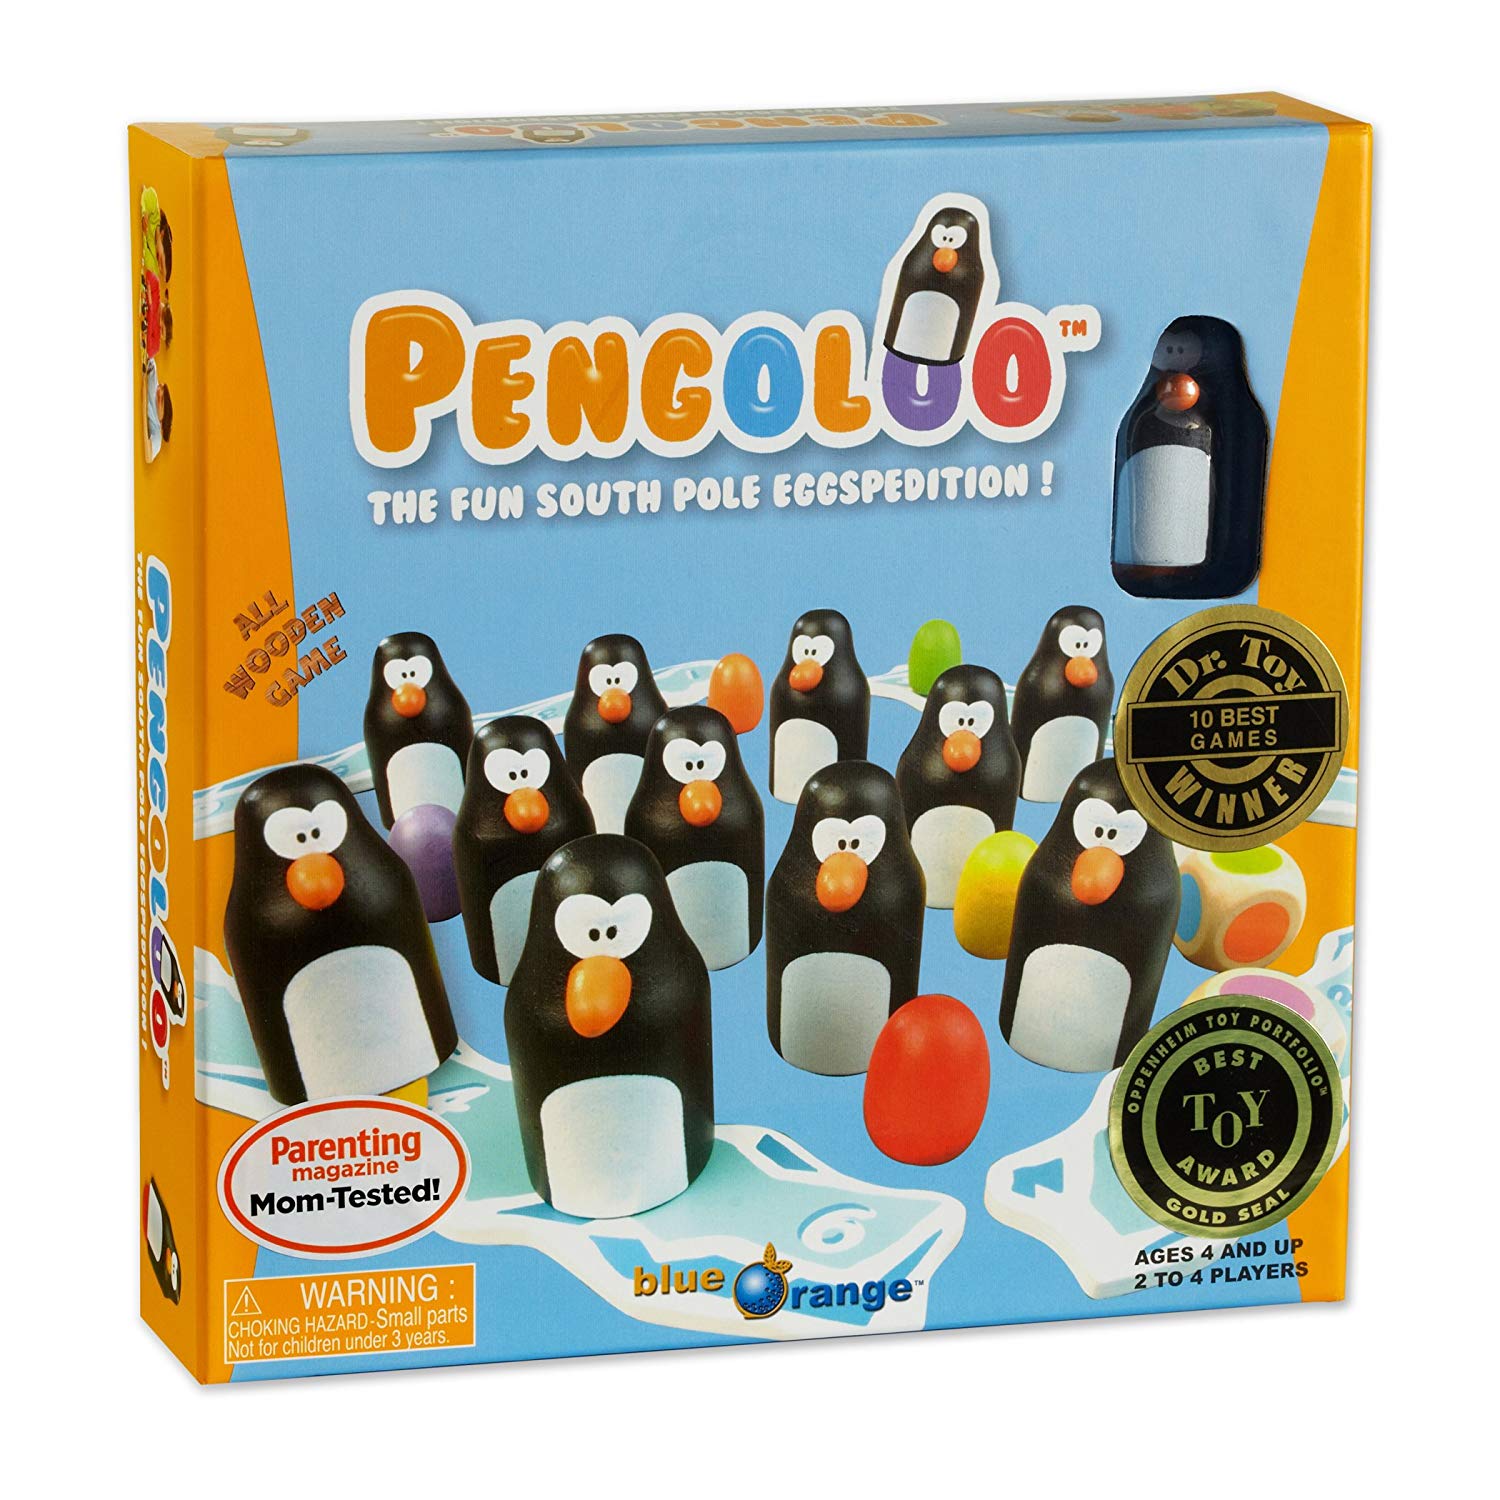 PENGOLOO
PENGOLOO™
THE FUN SOUTH POLE EGGSPEDITION !
ALL
WOODEN
GAME
Dr. Toy
10 BEST
GAMES
WINNER
PENGOLOO™
THE FUN SOUTH POLE EGGSPEDITION !
OPPENHEIM TOY PORTFOLIO™
BEST
TOY
AWARD
GOLD SEAL
Parenting
magazine
Mom-Tested!
6
blue Orange™
AGES 4 AND UP
2 TO 4 PLAYERS
WARNING :
CHOKING HAZARD-Small parts
Not for children under 3 years.